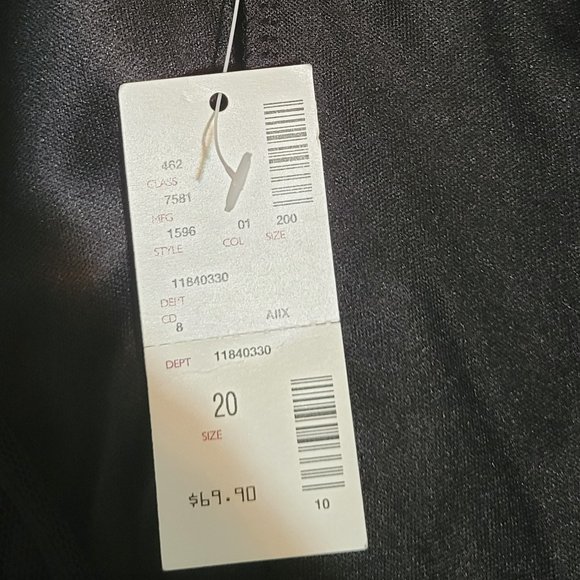 462
CLASS
7581
MFG
1596 01 200
STYLE COL SIZE
11840330
DEPT
CD
8 AIIX
DEPT 11840330
20
SIZE
$69.90
10